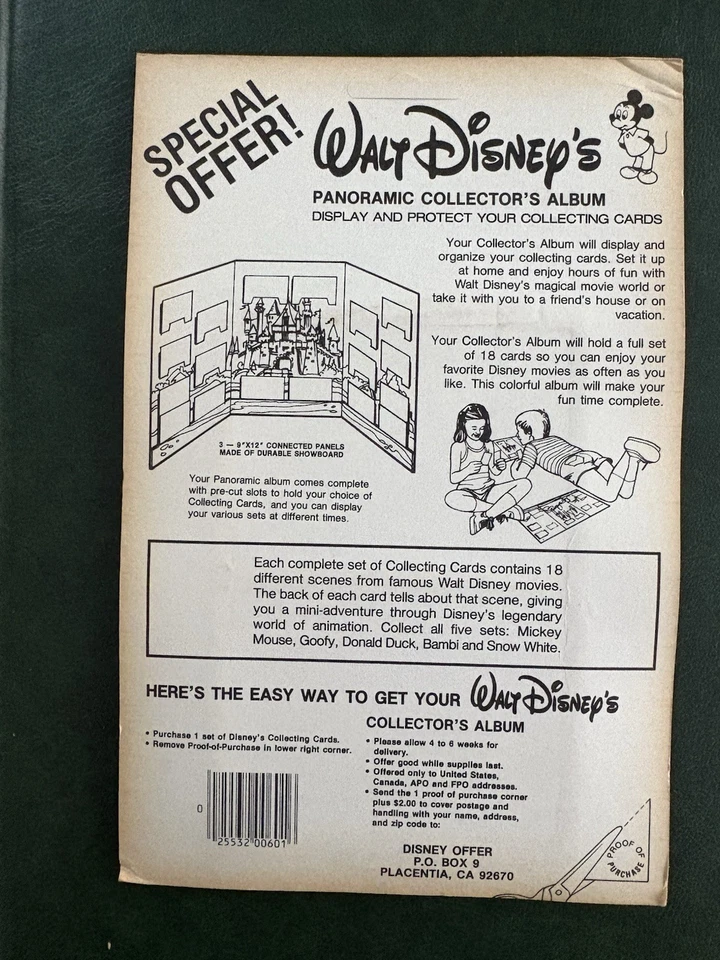 SPECIAL
OFFER!
WALT DISNEY'S
PANORAMIC COLLECTOR'S ALBUM
DISPLAY AND PROTECT YOUR COLLECTING CARDS
Your Collector's Album will display and
organize your collecting cards. Set it up
at home and enjoy hours of fun with
Walt Disney's magical movie world or
take it with you to a friend's house or on
vacation.
Your Collector's Album will hold a full set
of 18 cards so you can enjoy your
favorite Disney movies as often as you
like. This colorful album will make your
fun time complete.
3 — 9"X12" CONNECTED PANELS
MADE OF DURABLE SHOWBOARD
Your Panoramic album comes complete
with pre-cut slots to hold your choice of
Collecting Cards, and you can display
your various sets at different times.
Each complete set of Collecting Cards contains 18
different scenes from famous Walt Disney movies.
The back of each card tells about that scene, giving
you a mini-adventure through Disney's legendary
world of animation. Collect all five sets: Mickey
Mouse, Goofy, Donald Duck, Bambi and Snow White.
HERE'S THE EASY WAY TO GET YOUR WALT DISNEY'S
COLLECTOR'S ALBUM
• Purchase 1 set of Disney's Collecting Cards.
• Remove Proof-of-Purchase in lower right corner.
• Please allow 4 to 6 weeks for
delivery.
• Offer good while supplies last.
• Offered only to United States,
Canada, APO and FPO addresses.
• Send the 1 proof of purchase corner
plus $2.00 to cover postage and
handling with your name, address,
and zip code to:
0
25532 00601
DISNEY OFFER
P.O. BOX 9
PLACENTIA, CA 92670
PROOF OF
PURCHASE